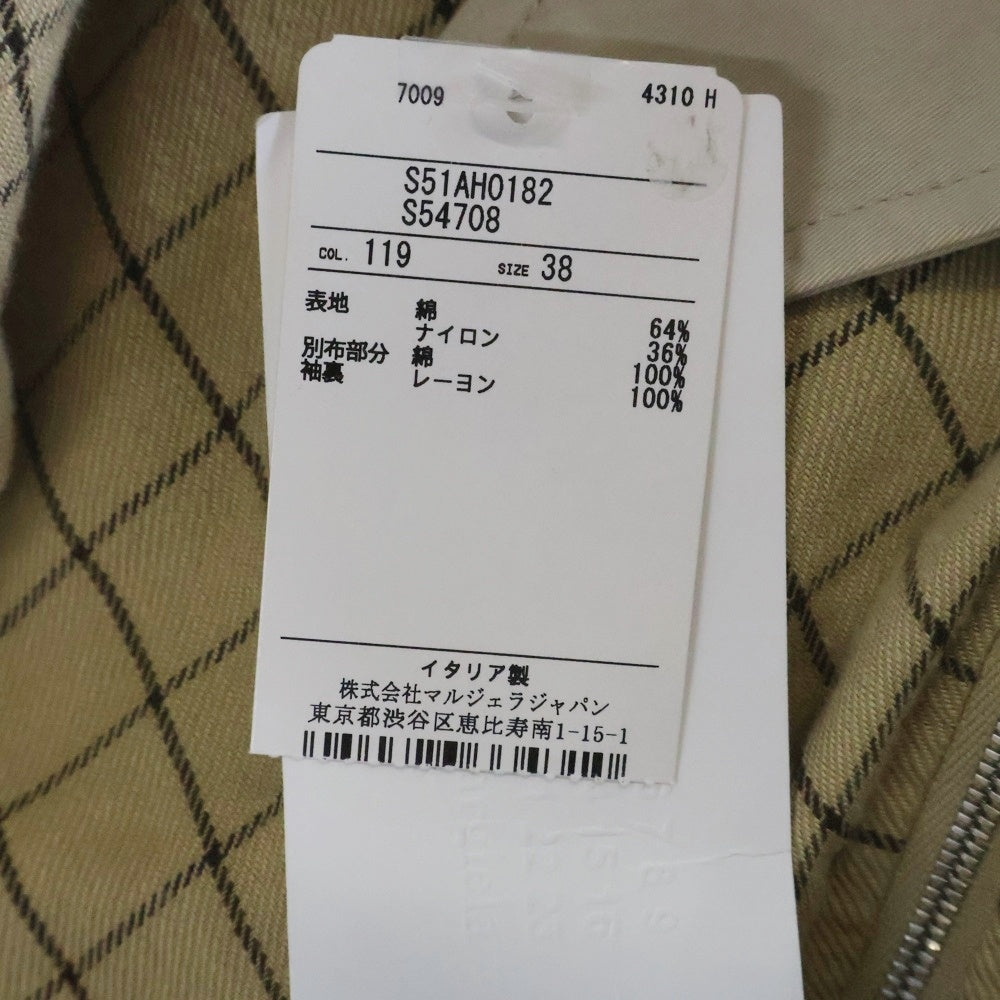 7009 4310 H
S51AH0182
S54708
COL. 119 SIZE 38
表地 綿 64%
ナイロン 36%
別布部分 綿 100%
袖裏 レーヨン 100%
イタリア製
株式会社マルジェラジャパン
東京都渋谷区恵比寿南1-15-1